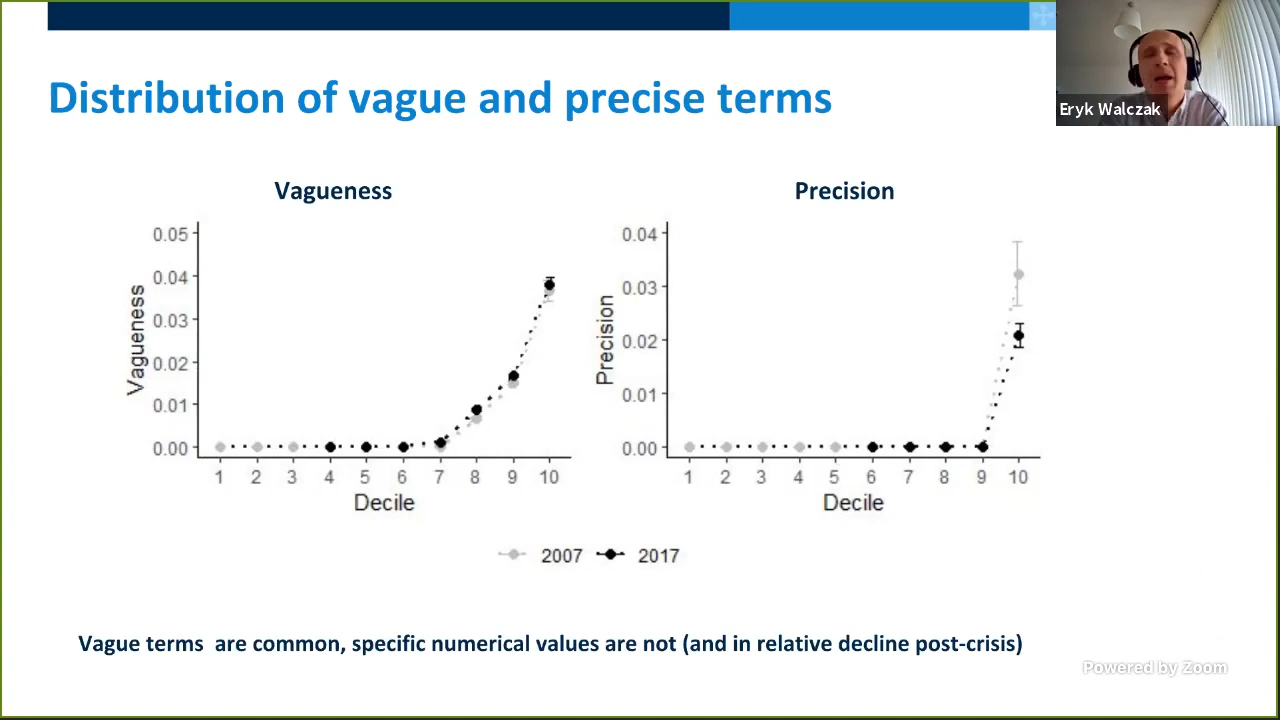 Eryk Walczak
Distribution of vague and precise terms
Vagueness
Vagueness
0.05
0.04
0.03
0.02
0.01
0.00
1 2 3 4 5 6 7 8 9 10
Decile
Precision
Precision
0.04
0.03
0.02
0.01
0.00
1 2 3 4 5 6 7 8 9 10
Decile
2007 2017
Vague terms are common, specific numerical values are not (and in relative decline post-crisis)
Powered by Zoom